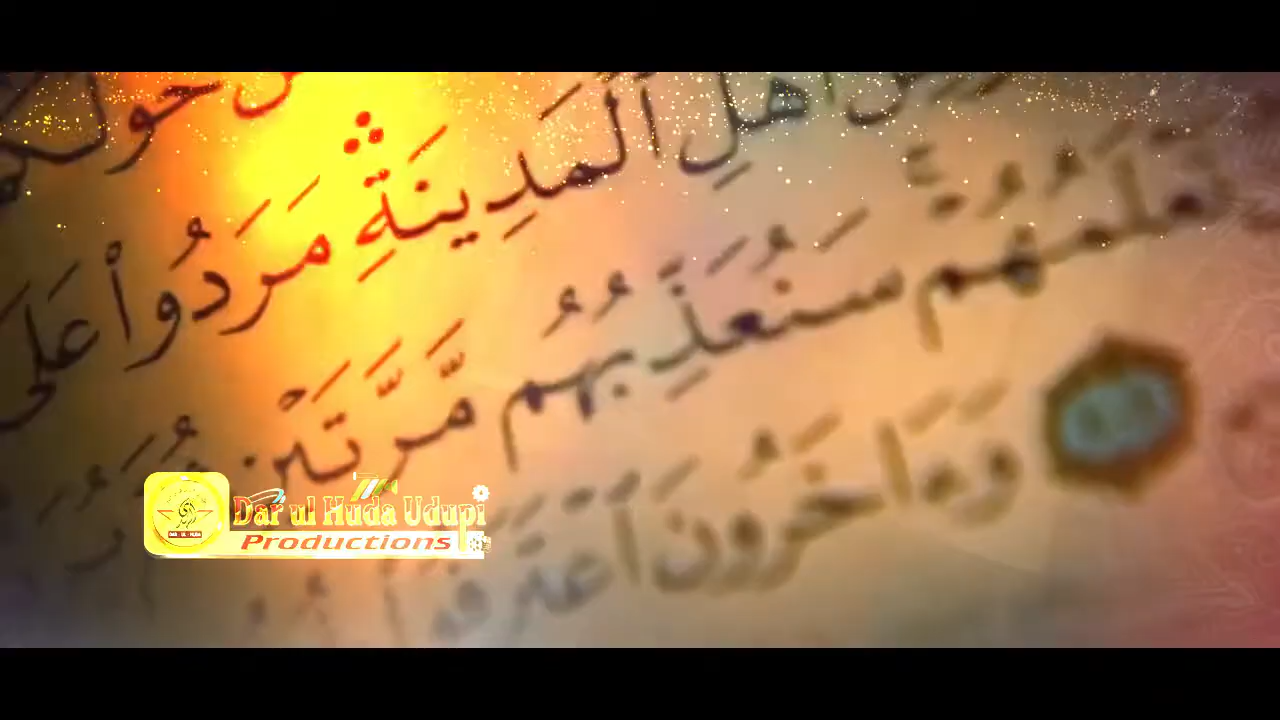 حَوْلَكُم
أَهْلِ ٱلْمَدِينَةِ ۛ مَرَدُوا۟ عَلَى
نَعْلَمُهُمْ ۚ سَنُعَذِّبُهُم مَّرَّتَيْنِ
وَءَاخَرُونَ ٱعْتَرَفُوا۟
Dar ul Huda Udupi
Productions